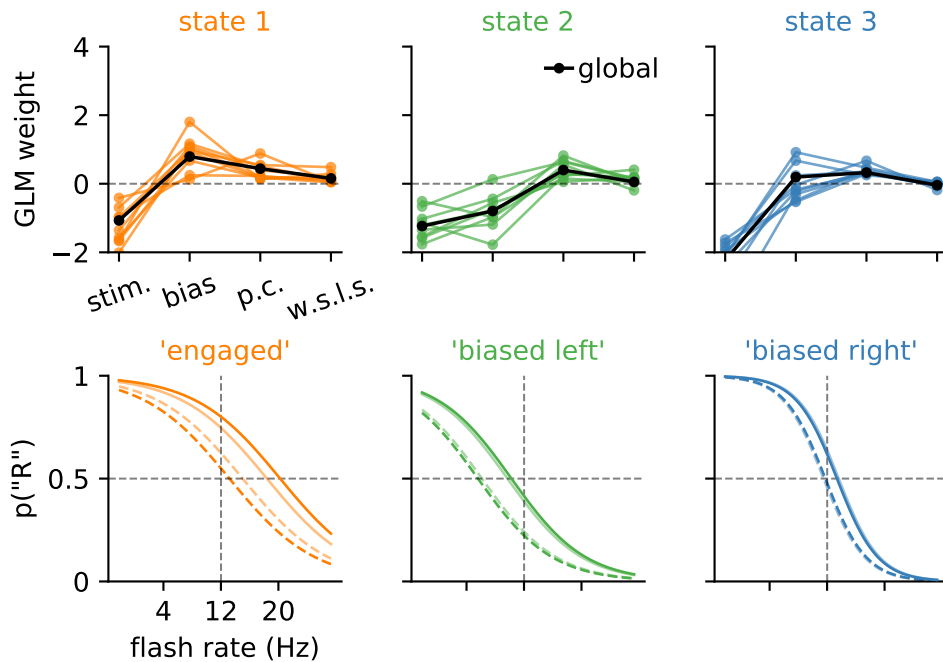 state 1
state 2
state 3
4
2
0
−2
GLM weight
global
stim.
bias
p.c.
w.s.l.s.
'engaged'
'biased left'
'biased right'
1
0.5
0
p("R")
4
12
20
flash rate (Hz)